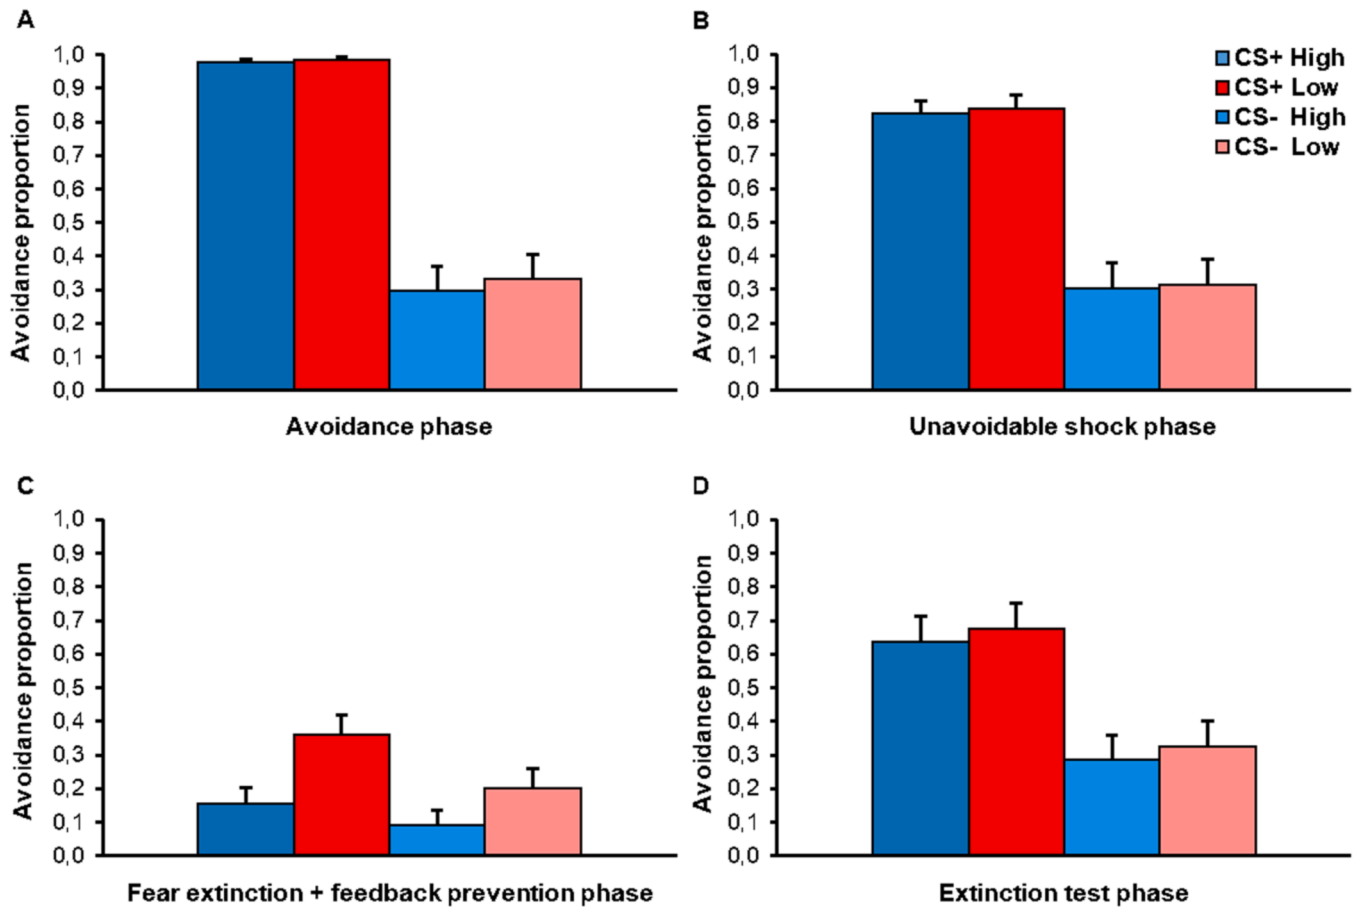 A
Avoidance proportion
1,0
0,9
0,8
0,7
0,6
0,5
0,4
0,3
0,2
0,1
0,0
Avoidance phase
B
Avoidance proportion
1,0
0,9
0,8
0,7
0,6
0,5
0,4
0,3
0,2
0,1
0,0
CS+ High
CS+ Low
CS- High
CS- Low
Unavoidable shock phase
C
Avoidance proportion
1,0
0,9
0,8
0,7
0,6
0,5
0,4
0,3
0,2
0,1
0,0
Fear extinction + feedback prevention phase
D
Avoidance proportion
1,0
0,9
0,8
0,7
0,6
0,5
0,4
0,3
0,2
0,1
0,0
Extinction test phase